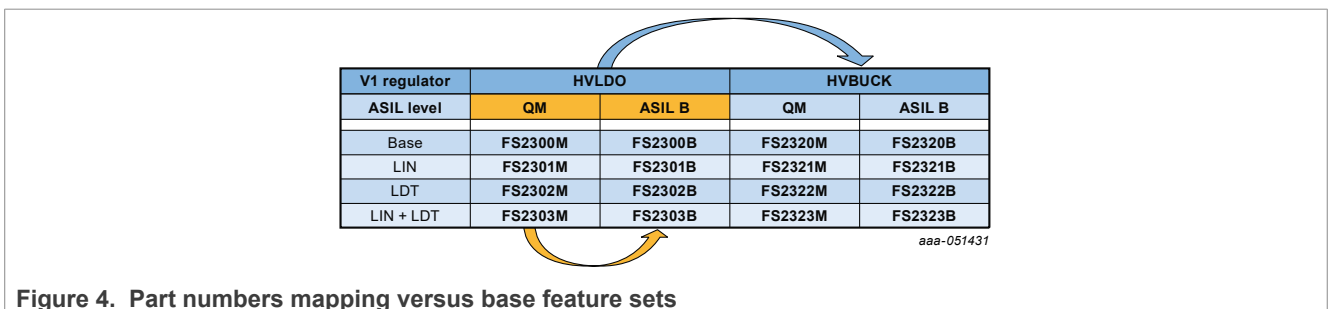 V1 regulator HVLDO HVBUCK
ASIL level QM ASIL B QM ASIL B
Base FS2300M FS2300B FS2320M FS2320B
LIN FS2301M FS2301B FS2321M FS2321B
LDT FS2302M FS2302B FS2322M FS2322B
LIN + LDT FS2303M FS2303B FS2323M FS2323B
aaa-051431
Figure 4. Part numbers mapping versus base feature sets